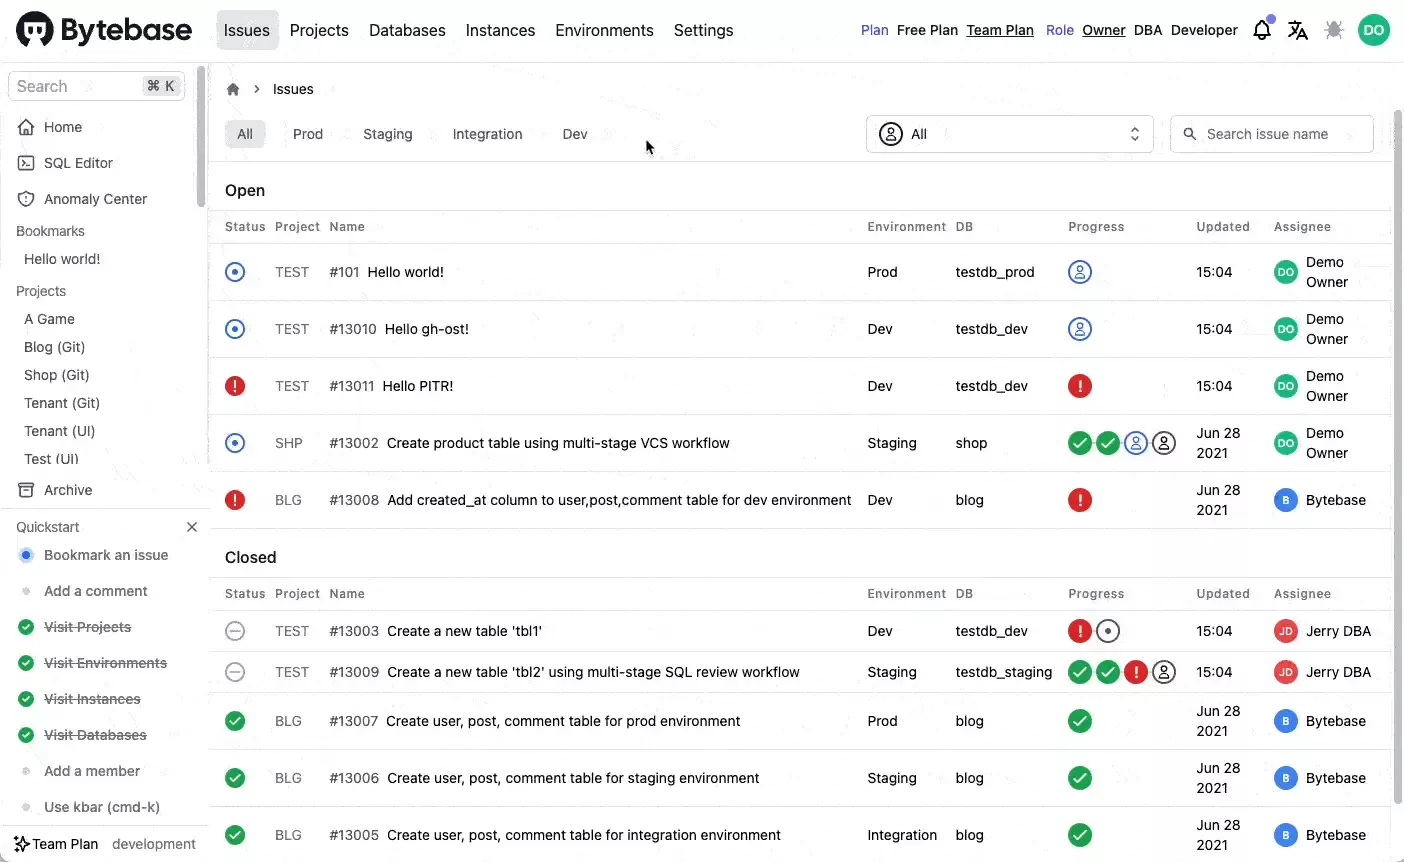 Bytebase Issues Projects Databases Instances Environments Settings Plan Free Plan Team Plan Role Owner DBA Developer DO
Search ⌘ K
Home
SQL Editor
Anomaly Center
Bookmarks
Hello world!
Projects
A Game
Blog (Git)
Shop (Git)
Tenant (Git)
Tenant (UI)
Test (UI)
Archive
Quickstart
Bookmark an issue
Add a comment
Visit Projects
Visit Environments
Visit Instances
Visit Databases
Add a member
Use kbar (cmd-k)
Team Plan development
Issues
All Prod Staging Integration Dev All Search issue name
Open
Status Project Name Environment DB Progress Updated Assignee
TEST #101 Hello world! Prod testdb_prod 15:04 DO Demo
Owner
TEST #13010 Hello gh-ost! Dev testdb_dev 15:04 DO Demo
Owner
TEST #13011 Hello PITR! Dev testdb_dev 15:04 DO Demo
Owner
SHP #13002 Create product table using multi-stage VCS workflow Staging shop Jun 28
2021 DO Demo
Owner
BLG #13008 Add created_at column to user,post,comment table for dev environment Dev blog Jun 28
2021 B Bytebase
Closed
Status Project Name Environment DB Progress Updated Assignee
TEST #13003 Create a new table 'tbl1' Dev testdb_dev 15:04 JD Jerry DBA
TEST #13009 Create a new table 'tbl2' using multi-stage SQL review workflow Staging testdb_staging 15:04 JD Jerry DBA
BLG #13007 Create user, post, comment table for prod environment Prod blog Jun 28
2021 B Bytebase
BLG #13006 Create user, post, comment table for staging environment Staging blog Jun 28
2021 B Bytebase
BLG #13005 Create user, post, comment table for integration environment Integration blog Jun 28
2021 B Bytebase